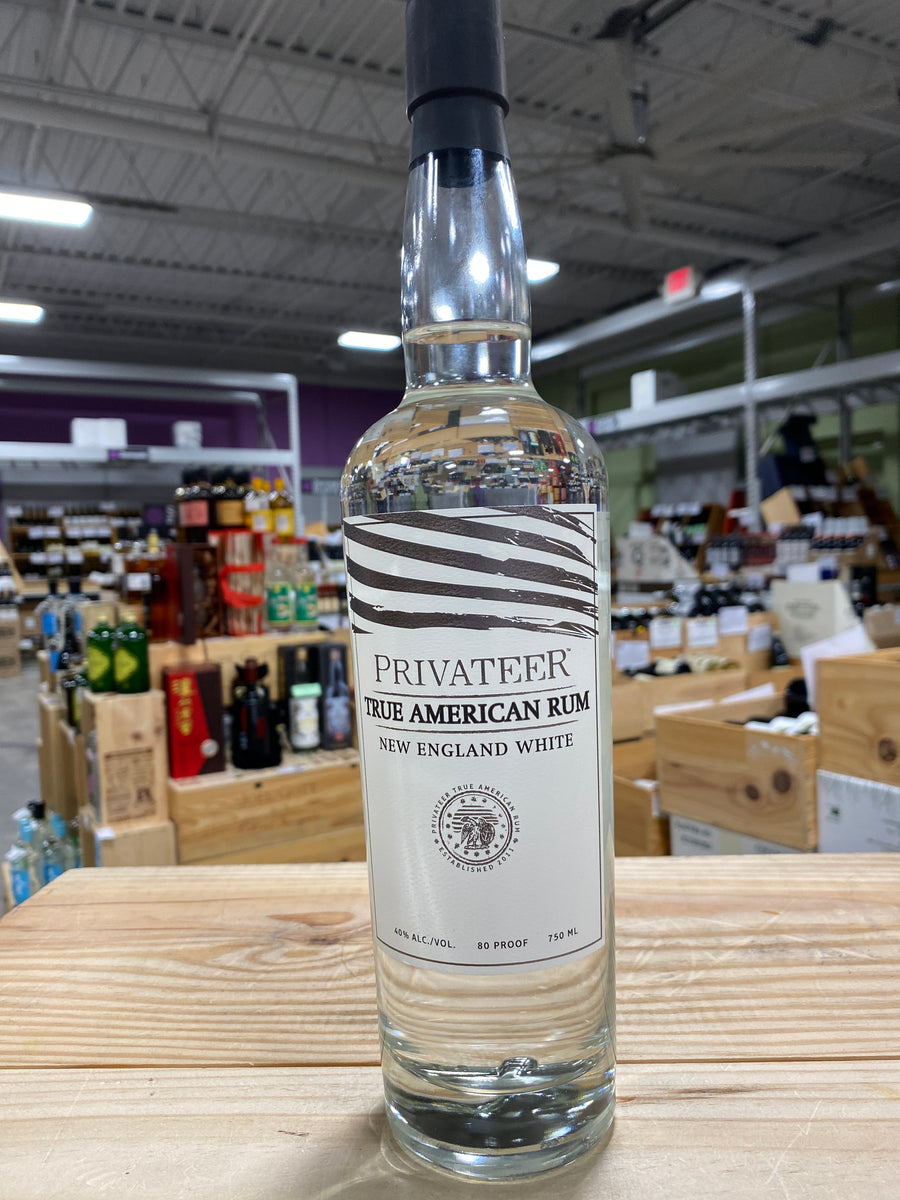 PRIVATEER™
TRUE AMERICAN RUM
NEW ENGLAND WHITE
PRIVATEER TRUE AMERICAN RUM
ESTABLISHED 2011
40% ALC./VOL. 80 PROOF 750 ML